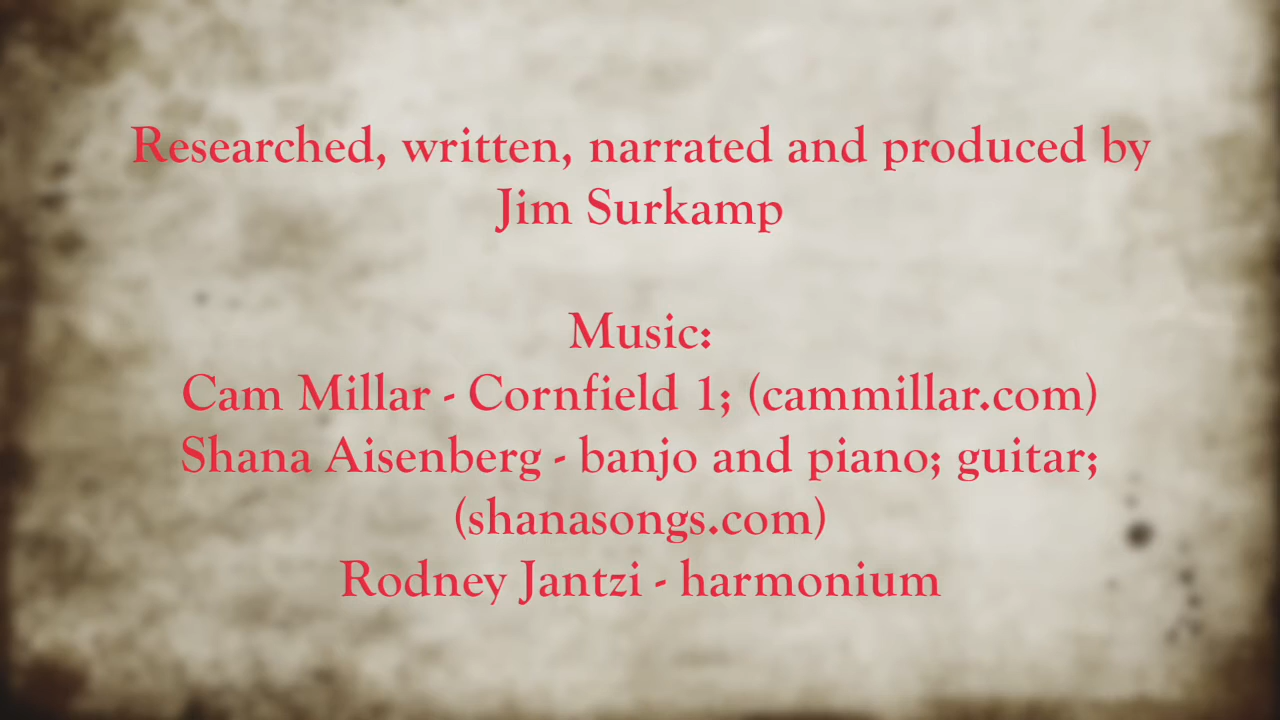 Researched, written, narrated and produced by
Jim Surkamp
Music:
Cam Millar - Cornfield 1; (cammillar.com)
Shana Aisenberg - banjo and piano; guitar;
(shanasongs.com)
Rodney Jantzi - harmonium